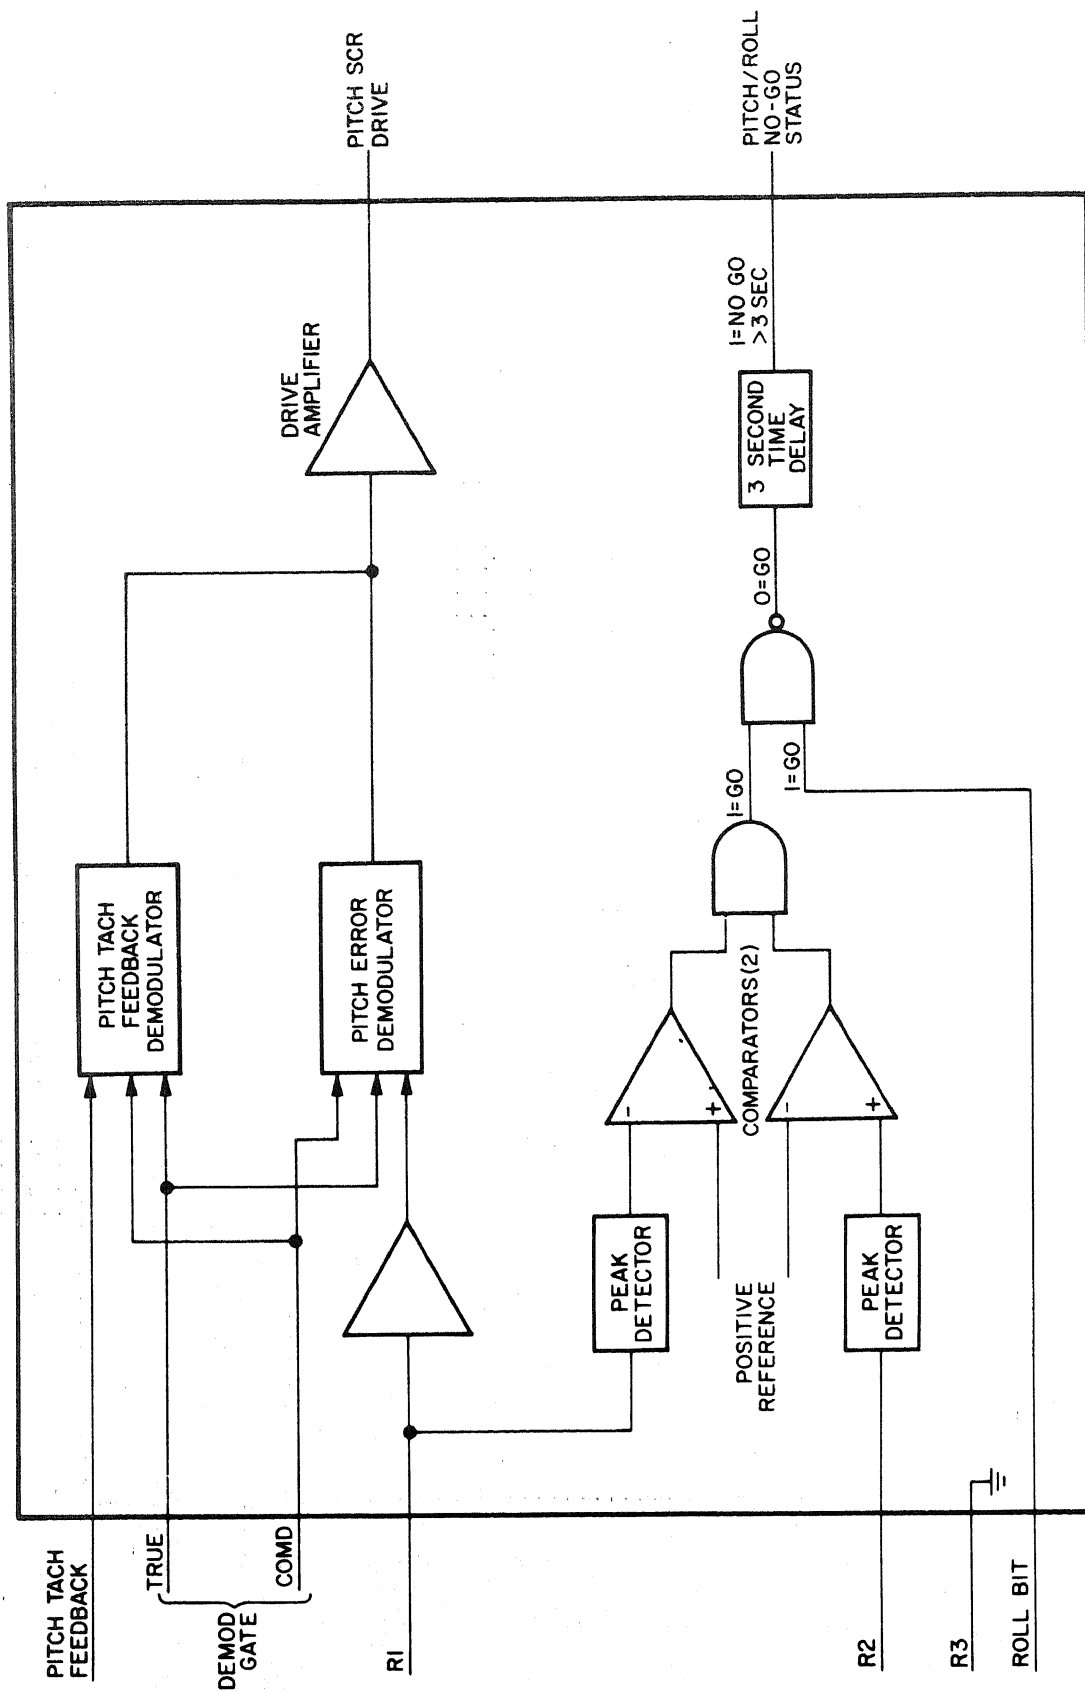 PITCH TACH
FEEDBACK
TRUE
DEMOD
GATE
COMD
R1
R2
R3
ROLL BIT
PITCH TACH
FEEDBACK
DEMODULATOR
PITCH ERROR
DEMODULATOR
DRIVE
AMPLIFIER
PITCH SCR
DRIVE
PEAK
DETECTOR
POSITIVE
REFERENCE
PEAK
DETECTOR
-
+
COMPARATORS(2)
-
+
1=GO
1=GO
0=GO
3 SECOND
TIME
DELAY
1=NO GO
>3 SEC
PITCH/ROLL
NO-GO
STATUS